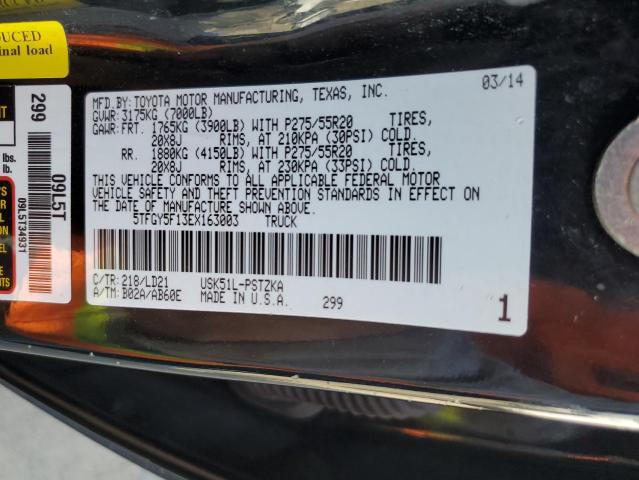 UCED
inal load
299
09L5T
09L5T34931
lbs.
MFD.BY: TOYOTA MOTOR MANUFACTURING, TEXAS, INC. 03/14
GVWR: 3175KG (7000LB)
GAWR: FRT. 1765KG (3900LB) WITH P275/55R20 TIRES,
20X8J RIMS, AT 210KPA (30PSI) COLD.
RR. 1880KG (4150LB) WITH P275/55R20 TIRES,
20X8J RIMS, AT 230KPA (33PSI) COLD.
THIS VEHICLE CONFORMS TO ALL APPLICABLE FEDERAL MOTOR
VEHICLE SAFETY AND THEFT PREVENTION STANDARDS IN EFFECT ON
THE DATE OF MANUFACTURE SHOWN ABOVE.
5TFCY5F13EX163003 TRUCK
C/TR: 218/LD21 USK51L-PSTZKA
A/TM: B02A/AB60E MADE IN U.S.A. 299
1